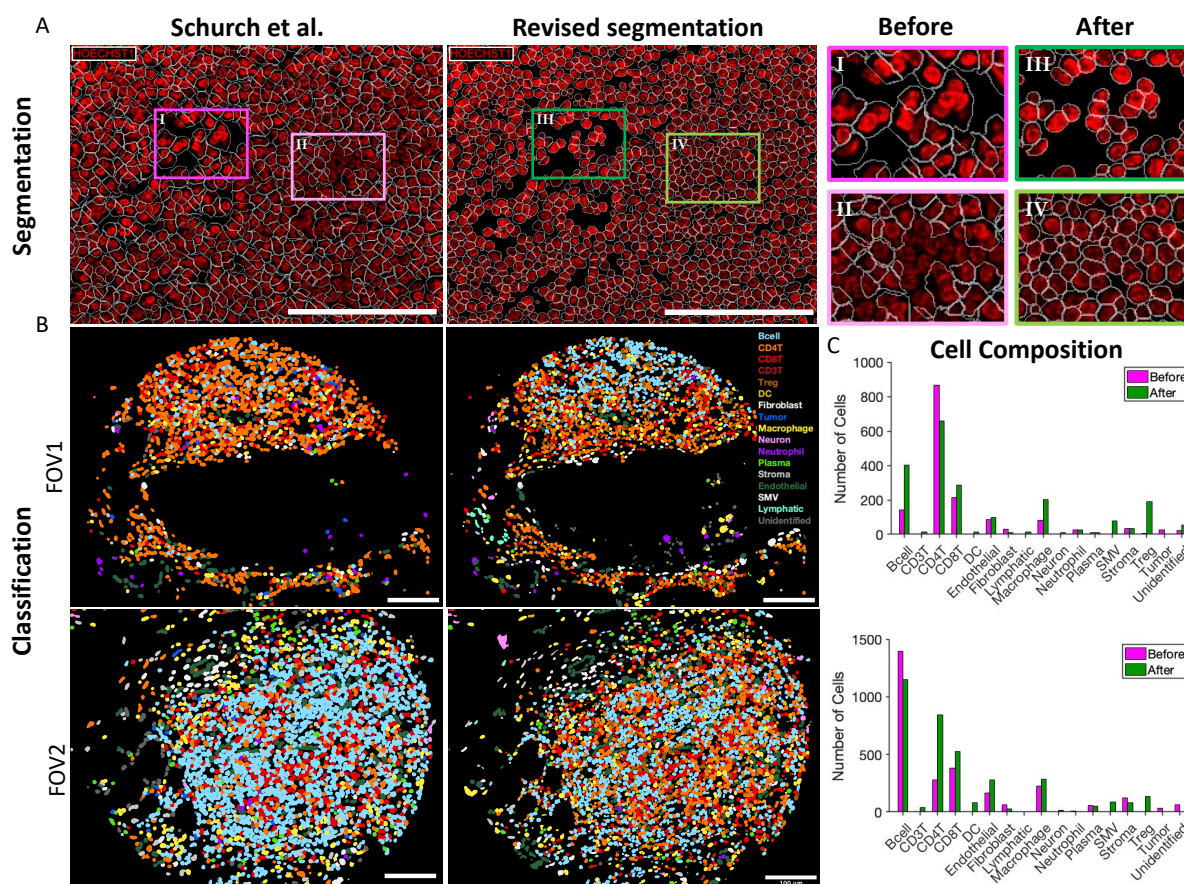 A
Schurch et al.
Revised segmentation
Before
After
Segmentation
HOECHST1
I
II
HOECHST1
III
IV
I
III
II
IV
B
Classification
FOV1
FOV2
Bcell
CD4T
CD8T
CD3T
Treg
DC
Fibroblast
Tumor
Macrophage
Neuron
Neutrophil
Plasma
Stroma
Endothelial
SMV
Lymphatic
Unidentified
100 µm
C
Cell Composition
Before
After
Number of Cells
1000
800
600
400
200
0
Bcell
CD3T
CD4T
CD8T
DC
Endothelial
Fibroblast
Lymphatic
Macrophage
Neuron
Neutrophil
Plasma
SMV
Stroma
Treg
Tumor
Unidentified
Before
After
Number of Cells
1500
1000
500
0
Bcell
CD3T
CD4T
CD8T
DC
Endothelial
Fibroblast
Lymphatic
Macrophage
Neuron
Neutrophil
Plasma
SMV
Stroma
Treg
Tumor
Unidentified